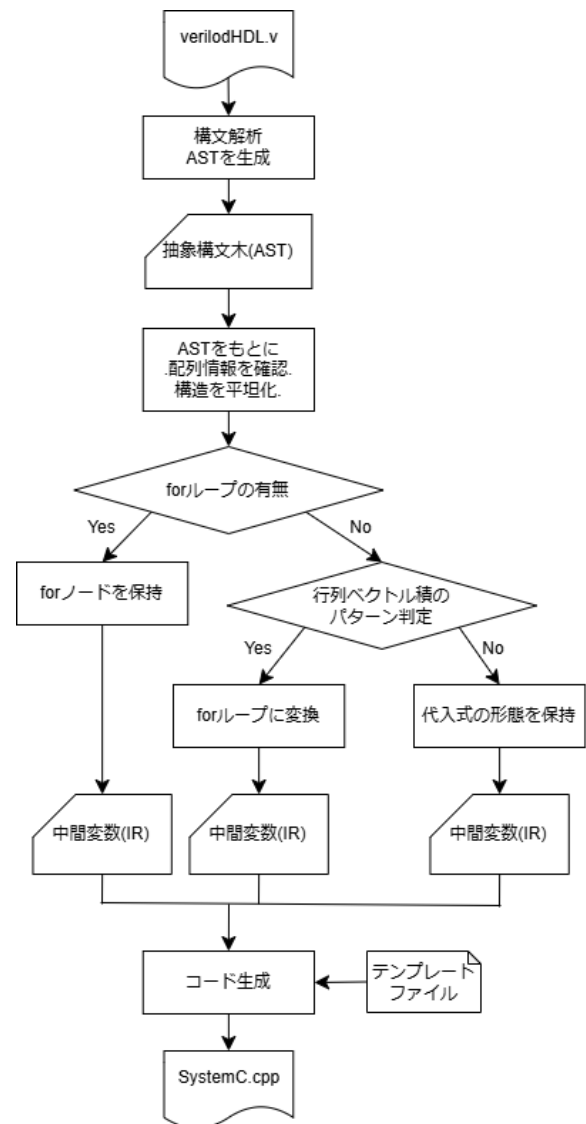 verilodHDL.v
構文解析
ASTを生成
抽象構文木(AST)
ASTをもとに
.配列情報を確認.
構造を平坦化.
forループの有無
Yes
No
forノードを保持
行列ベクトル積の
パターン判定
Yes
No
forループに変換
代入式の形態を保持
中間変数(IR)
中間変数(IR)
中間変数(IR)
コード生成
テンプレート
ファイル
SystemC.cpp